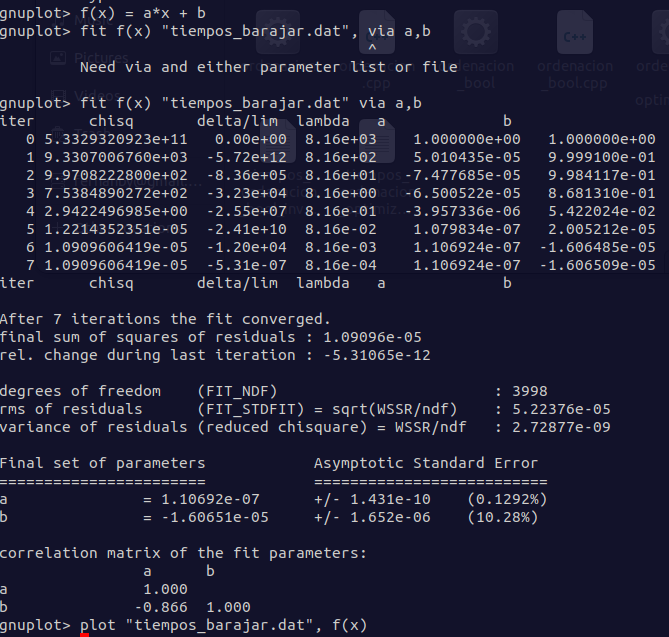 gnuplot> f(x) = a*x + b
gnuplot> fit f(x) "tiempos_barajar.dat", via a,b
^
Need via and either parameter list or file
gnuplot> fit f(x) "tiempos_barajar.dat" via a,b
iter chisq delta/lim lambda a b
0 5.3329320923e+11 0.00e+00 8.16e+03 1.000000e+00 1.000000e+00
1 9.3307006760e+03 -5.72e+12 8.16e+02 5.010435e-05 9.999100e-01
2 9.9708222800e+02 -8.36e+05 8.16e+01 -7.477685e-05 9.984117e-01
3 7.5384890272e+02 -3.23e+04 8.16e+00 -6.500522e-05 8.681310e-01
4 2.9422496985e+00 -2.55e+07 8.16e-01 -3.957336e-06 5.422024e-02
5 1.2214352351e-05 -2.41e+10 8.16e-02 1.079834e-07 2.005212e-05
6 1.0909606419e-05 -1.20e+04 8.16e-03 1.106924e-07 -1.606485e-05
7 1.0909606419e-05 -5.31e-07 8.16e-04 1.106924e-07 -1.606509e-05
iter chisq delta/lim lambda a b
After 7 iterations the fit converged.
final sum of squares of residuals : 1.09096e-05
rel. change during last iteration : -5.31065e-12
degrees of freedom (FIT_NDF) : 3998
rms of residuals (FIT_STDFIT) = sqrt(WSSR/ndf) : 5.22376e-05
variance of residuals (reduced chisquare) = WSSR/ndf : 2.72877e-09
Final set of parameters Asymptotic Standard Error
======================= ==========================
a = 1.10692e-07 +/- 1.431e-10 (0.1292%)
b = -1.60651e-05 +/- 1.652e-06 (10.28%)
correlation matrix of the fit parameters:
a b
a 1.000
b -0.866 1.000
gnuplot> plot "tiempos_barajar.dat", f(x)